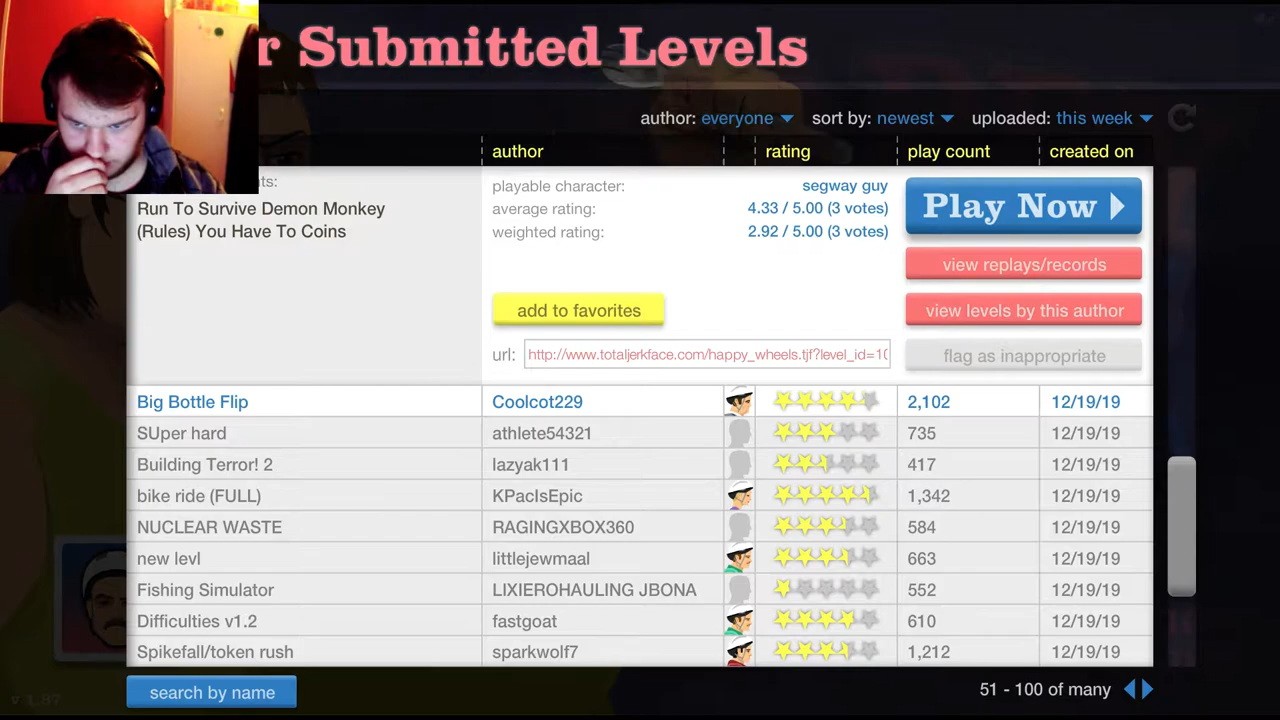 r Submitted Levels
author: everyone sort by: newest uploaded: this week
author rating play count created on
nts:
Run To Survive Demon Monkey
(Rules) You Have To Coins
playable character: segway guy
average rating: 4.33 / 5.00 (3 votes)
weighted rating: 2.92 / 5.00 (3 votes)
Play Now
view replays/records
add to favorites
view levels by this author
url: http://www.totaljerkface.com/happy_wheels.tjf?level_id=10
flag as inappropriate
Big Bottle Flip Coolcot229 2,102 12/19/19
SUper hard athlete54321 735 12/19/19
Building Terror! 2 lazyak111 417 12/19/19
bike ride (FULL) KPacIsEpic 1,342 12/19/19
NUCLEAR WASTE RAGINGXBOX360 584 12/19/19
new levl littlejewmaal 663 12/19/19
Fishing Simulator LIXIEROHAULING JBONA 552 12/19/19
Difficulties v1.2 fastgoat 610 12/19/19
Spikefall/token rush sparkwolf7 1,212 12/19/19
search by name
51 - 100 of many
v 1.87